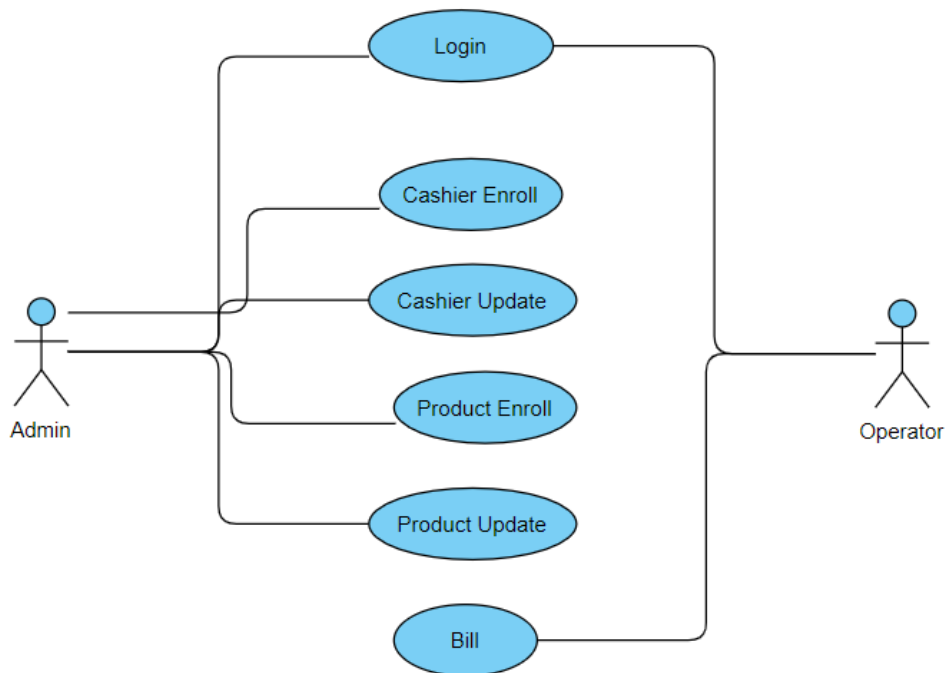 Login
Cashier Enroll
Cashier Update
Product Enroll
Admin
Operator
Product Update
Bill